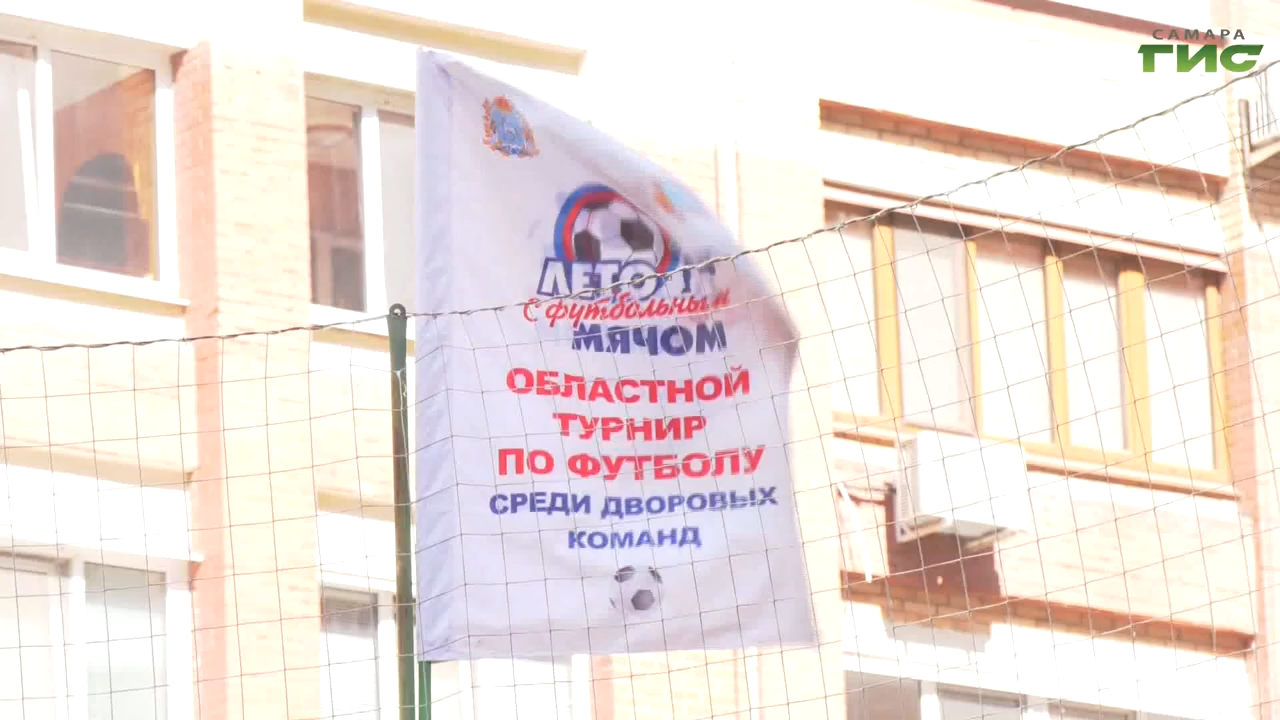 САМАРА
ГИС
ЛЕТО
с футбольным
МЯЧОМ
ОБЛАСТНОЙ
ТУРНИР
ПО ФУТБОЛУ
СРЕДИ ДВОРОВЫХ
КОМАНД